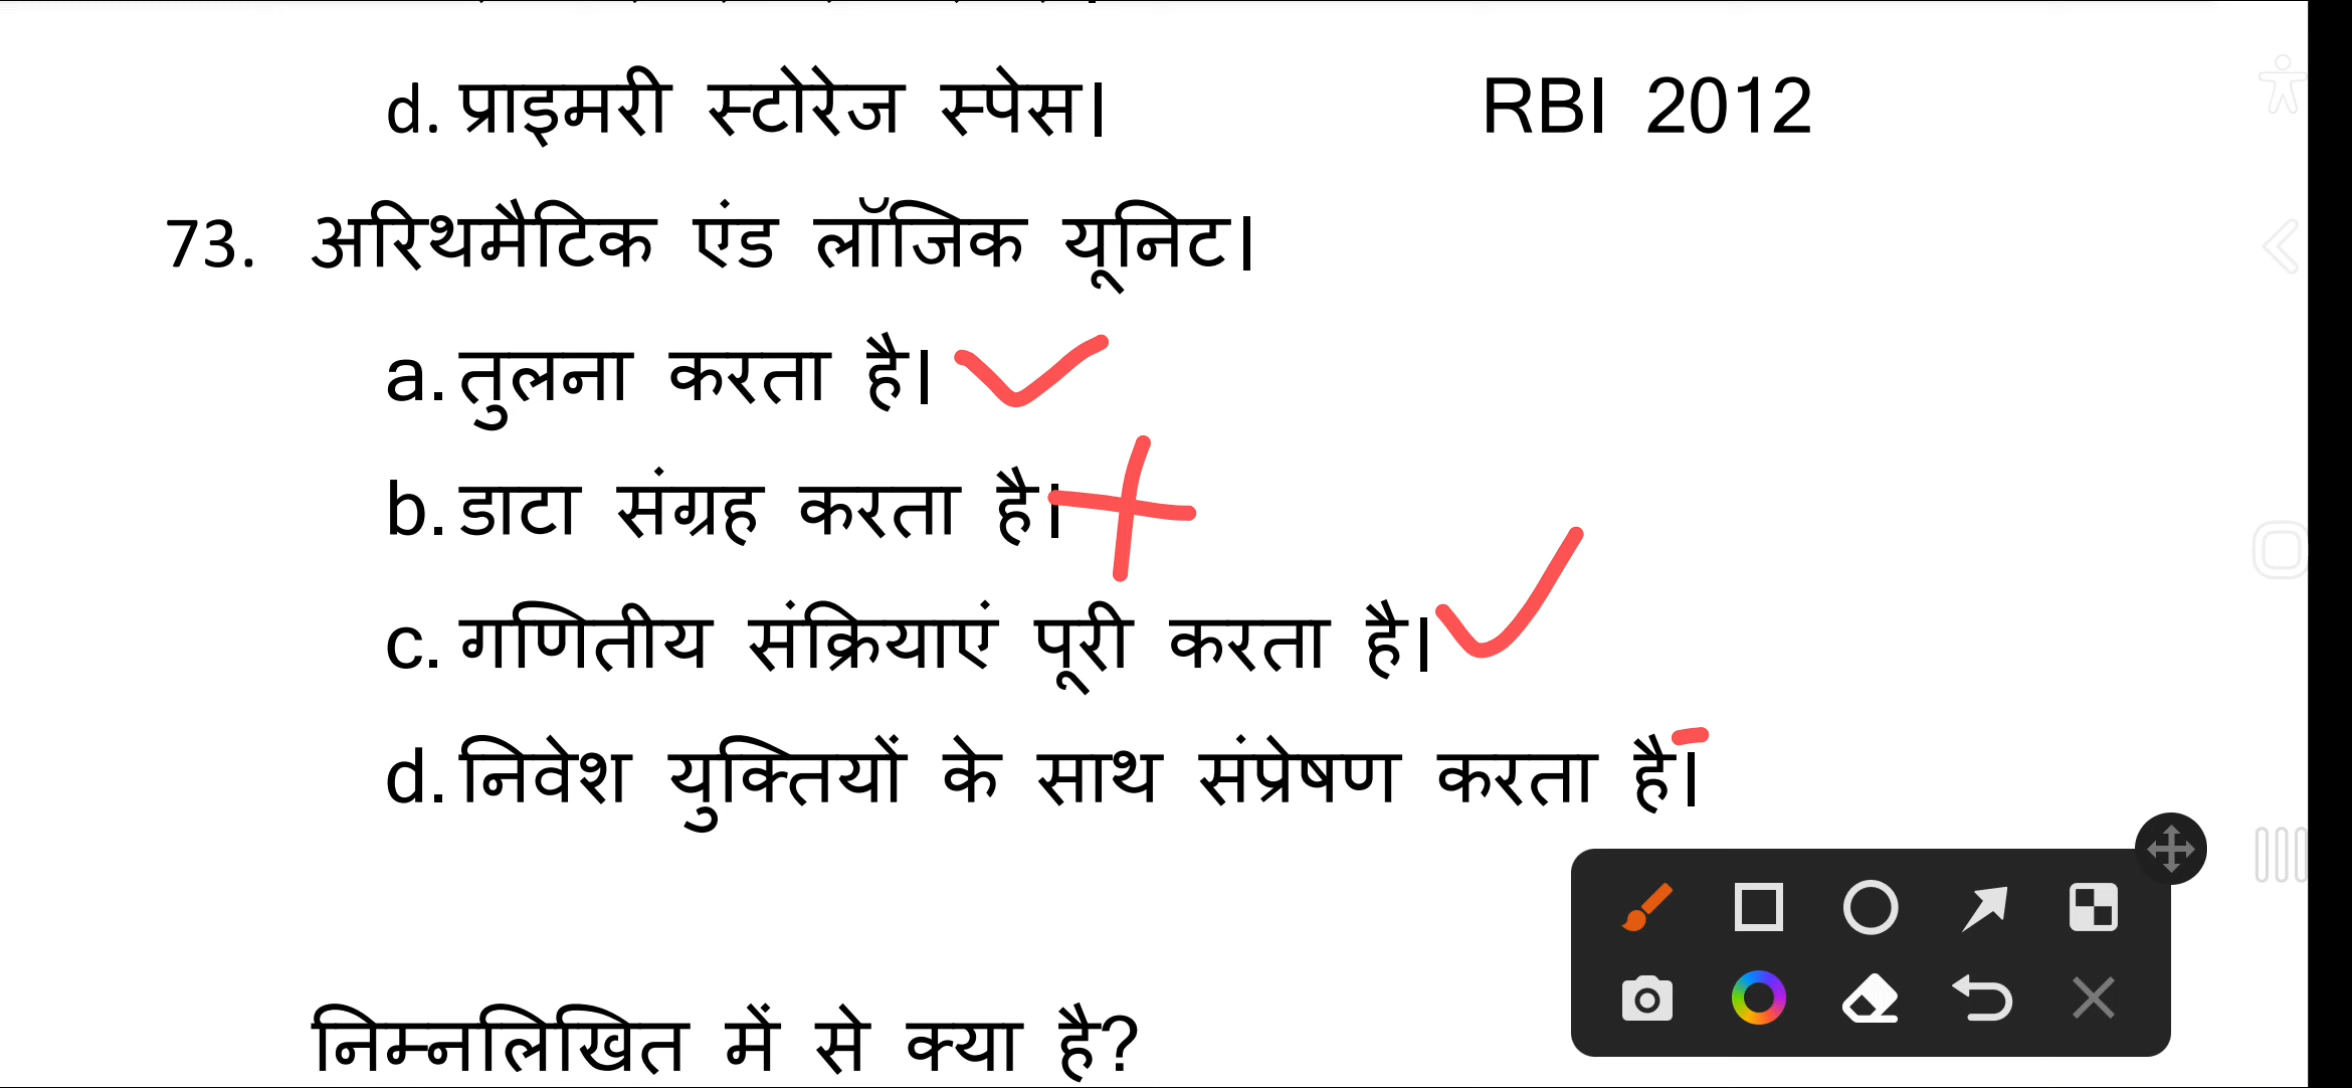 d. प्राइमरी स्टोरेज स्पेस। RBI 2012
73. अरिथमैटिक एंड लॉजिक यूनिट।
a. तुलना करता है।
b. डाटा संग्रह करता है।
c. गणितीय संक्रियाएं पूरी करता है।
d. निवेश युक्तियों के साथ संप्रेषण करता है।
निम्नलिखित में से क्या है?